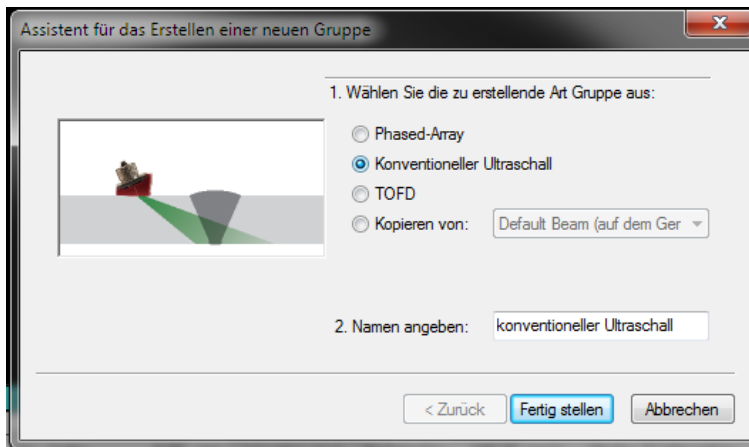 Assistent für das Erstellen einer neuen Gruppe
1. Wählen Sie die zu erstellende Art Gruppe aus:
Phased-Array
Konventioneller Ultraschall
TOFD
Kopieren von: Default Beam (auf dem Ger
2. Namen angeben: konventioneller Ultraschall
< Zurück Fertig stellen Abbrechen